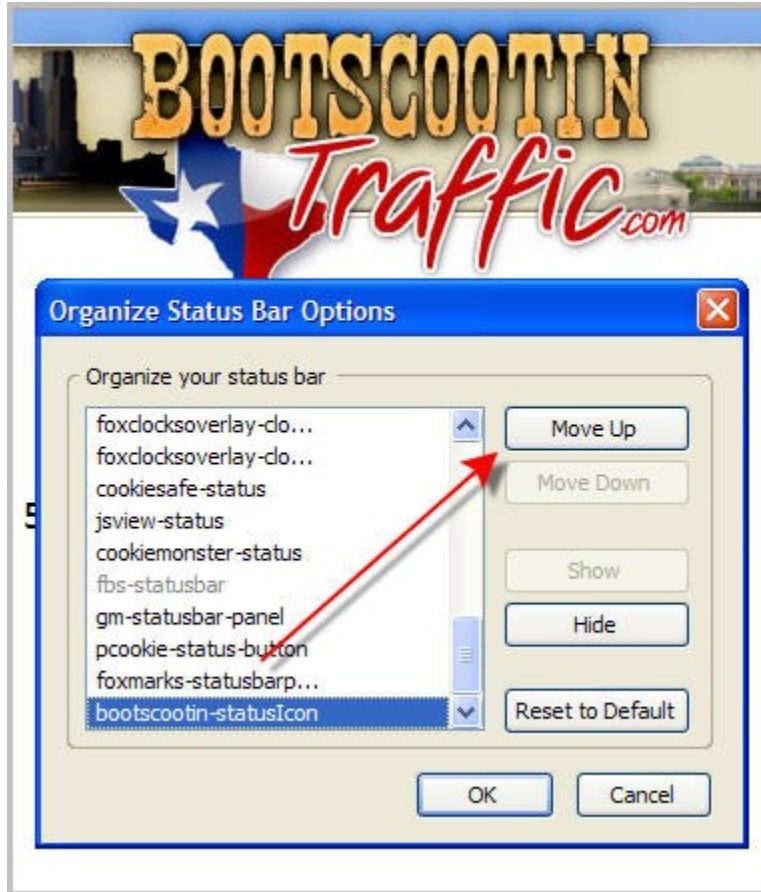 BOOTSCOOTIN
Traffic.com
Organize Status Bar Options
Organize your status bar
foxclocksoverlay-clo...
foxclocksoverlay-clo...
cookiesafe-status
jsview-status
cookiemonster-status
fbs-statusbar
gm-statusbar-panel
pcookie-status-button
foxmarks-statusbarp...
bootscootin-statusIcon
Move Up
Move Down
Show
Hide
Reset to Default
OK
Cancel
5